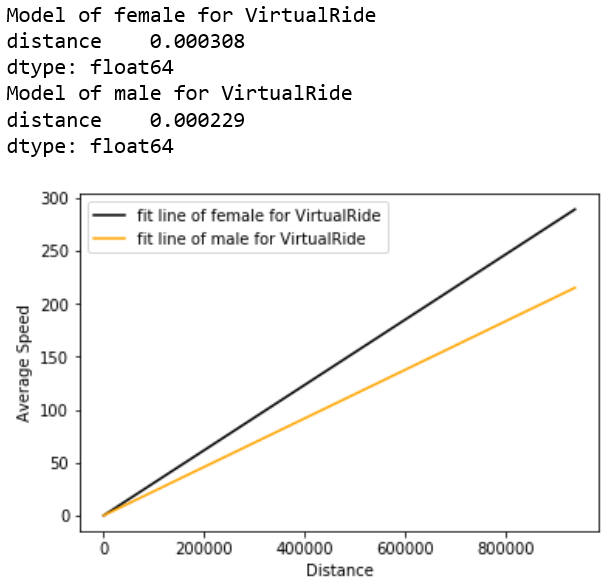 Model of female for VirtualRide
distance    0.000308
dtype: float64
Model of male for VirtualRide
distance    0.000229
dtype: float64
fit line of female for VirtualRide
fit line of male for VirtualRide
300
250
200
150
100
50
0
Average Speed
0 200000 400000 600000 800000
Distance